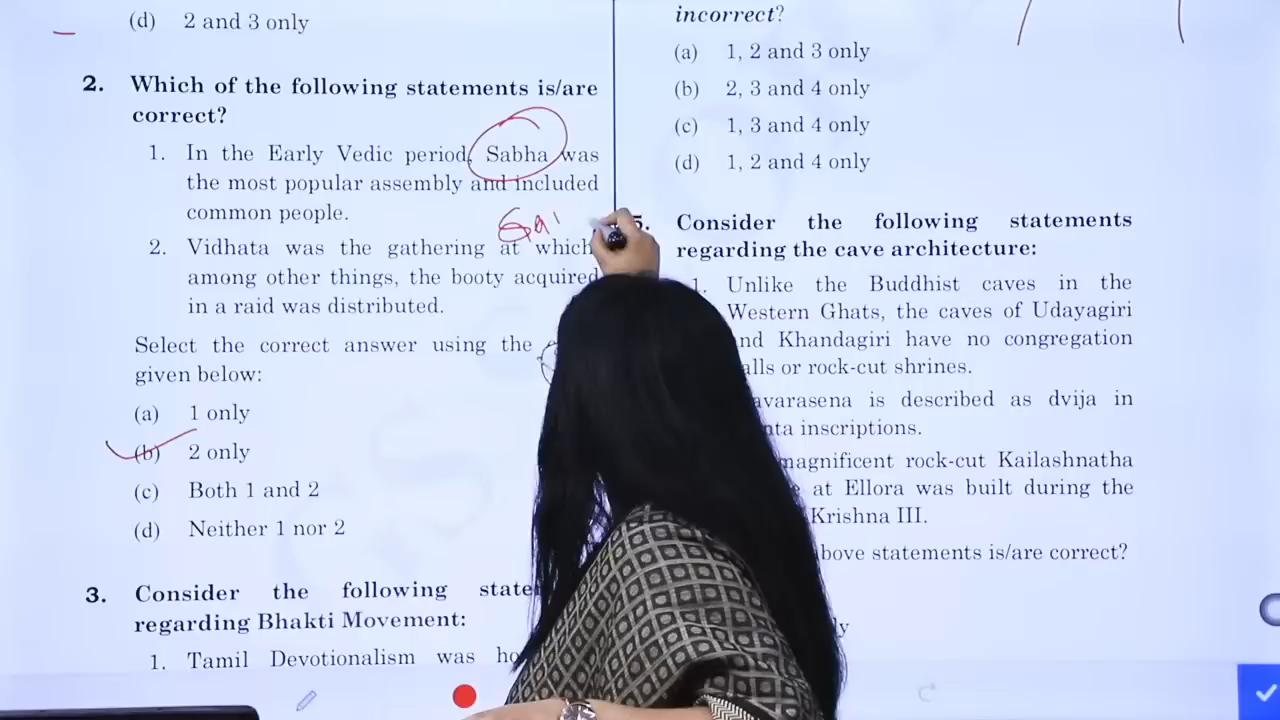 (d) 2 and 3 only
2. Which of the following statements is/are
correct?
1. In the Early Vedic period, Sabha was
the most popular assembly and included
common people.
Gai
2. Vidhata was the gathering at which
among other things, the booty acquired
in a raid was distributed.
Select the correct answer using the
given below:
(a) 1 only
(b) 2 only
(c) Both 1 and 2
(d) Neither 1 nor 2
3. Consider the following
regarding Bhakti Movement:
1. Tamil Devotionalism was
incorrect?
(a) 1, 2 and 3 only
(b) 2, 3 and 4 only
(c) 1, 3 and 4 only
(d) 1, 2 and 4 only
5. Consider the following statements
regarding the cave architecture:
1. Unlike the Buddhist caves in the
Western Ghats, the caves of Udayagiri
and Khandagiri have no congregation
halls or rock-cut shrines.
is described as dvija in
inscriptions.
magnificent rock-cut Kailashnatha
at Ellora was built during the
Krishna III.
above statements is/are correct?